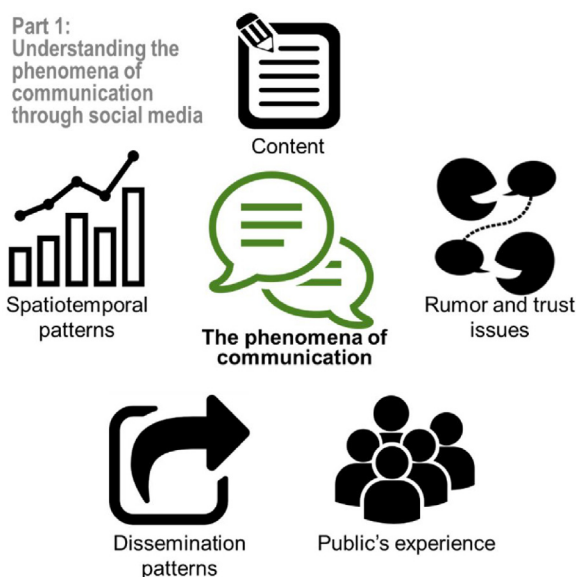 Part 1:
Understanding the
phenomena of
communication
through social media
Content
Spatiotemporal
patterns
The phenomena of
communication
Rumor and trust
issues
Dissemination
patterns
Public's experience